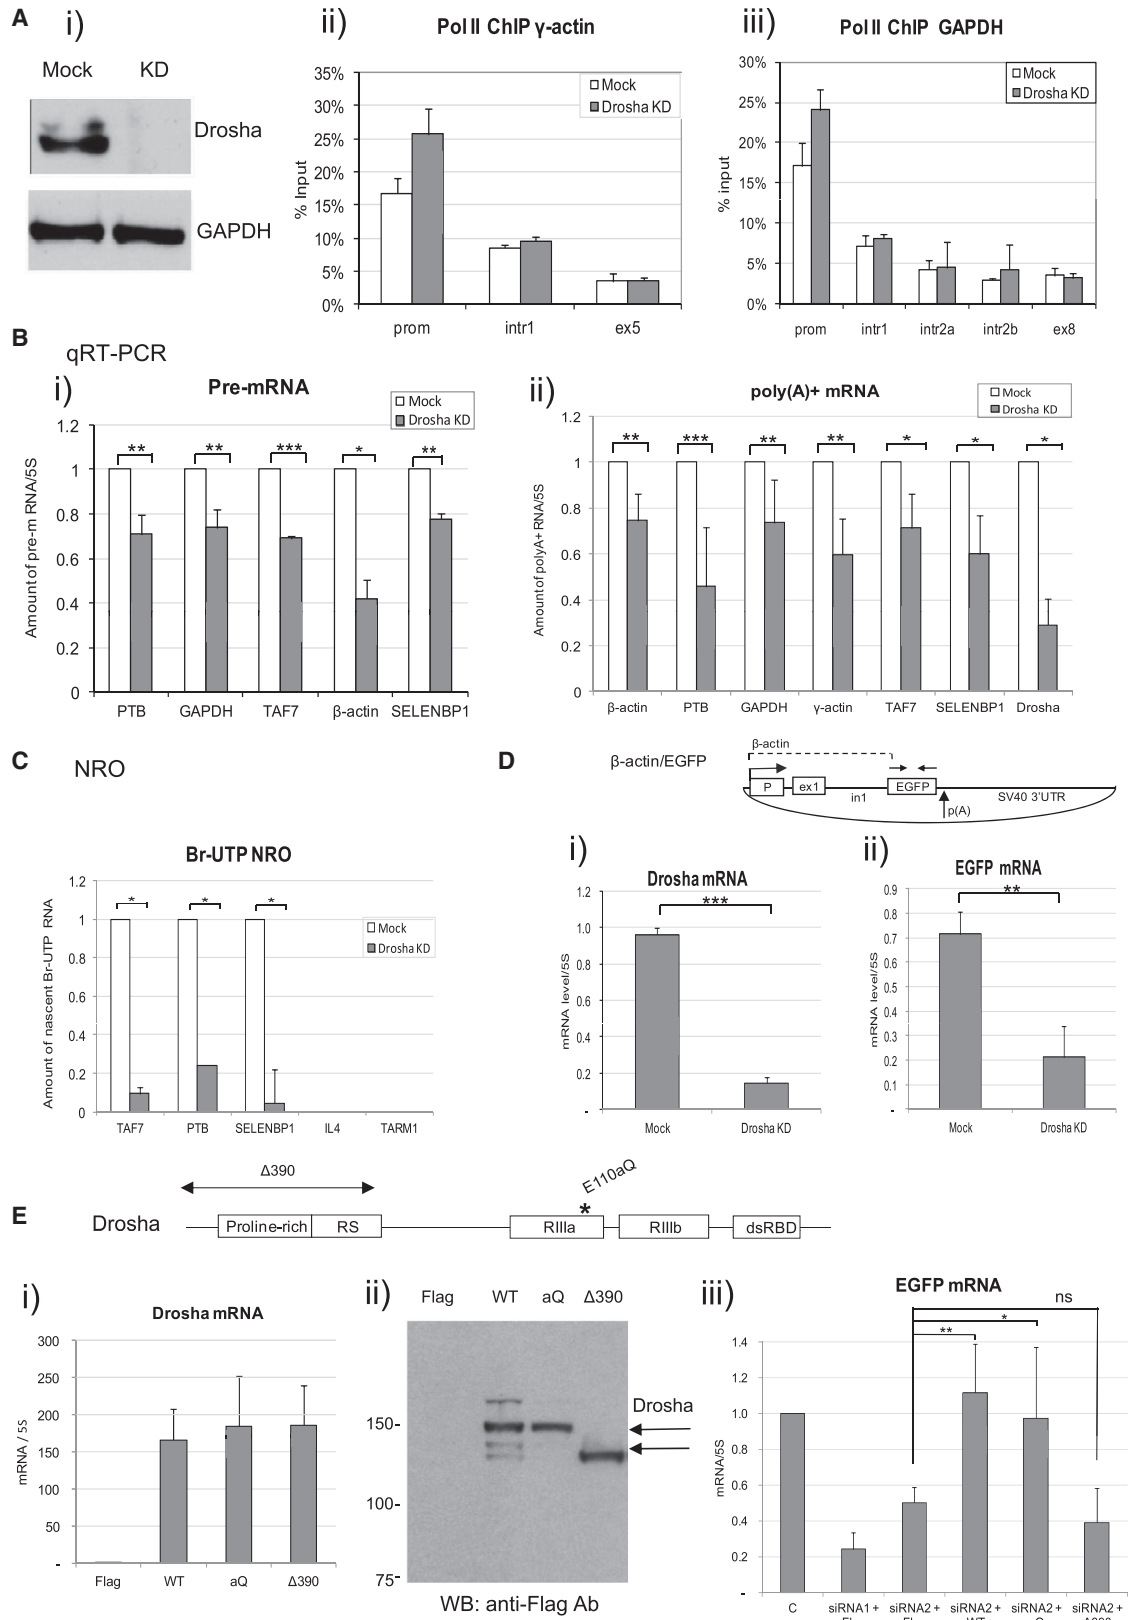 A
i)
Mock KD
Drosha
GAPDH
ii)
Pol II ChIP γ-actin
Mock
Drosha KD
% Input
35%
30%
25%
20%
15%
10%
5%
0%
prom intr1 ex5
iii)
Pol II ChIP GAPDH
Mock
Drosha KD
% input
30%
25%
20%
15%
10%
5%
0%
prom intr1 intr2a intr2b ex8
B
qRT-PCR
i)
Pre-mRNA
Mock
Drosha KD
Amount of pre-m RNA/5S
1.2
1
0.8
0.6
0.4
0.2
0
** ** *** * **
PTB GAPDH TAF7 β-actin SELENBP1
ii)
poly(A)+ mRNA
Mock
Drosha KD
Amount of polyA+ RNA/5S
1.2
1
0.8
0.6
0.4
0.2
0
** *** ** ** * * *
β-actin PTB GAPDH γ-actin TAF7 SELENBP1 Drosha
C
NRO
Br-UTP NRO
Mock
Drosha KD
Amount of nascent Br-UTP RNA
1.2
1
0.8
0.6
0.4
0.2
0
* * *
TAF7 PTB SELENBP1 IL4 TARM1
D
β-actin/EGFP
β-actin
P ex1 in1 EGFP SV40 3'UTR
p(A)
i)
Drosha mRNA
mRNA level/5S
1.2
1.0
0.8
0.6
0.4
0.2
-
***
Mock Drosha KD
ii)
EGFP mRNA
mRNA level/5S
0.9
0.8
0.7
0.6
0.5
0.4
0.3
0.2
0.1
-
**
Mock Drosha KD
E
Δ390
E110aQ
*
Drosha
Proline-rich RS RIIIa RIIIb dsRBD
i)
Drosha mRNA
mRNA / 5S
300
250
200
150
100
50
-
Flag WT aQ Δ390
ii)
Flag WT aQ Δ390
Drosha
150-
100-
75-
WB: anti-Flag Ab
iii)
EGFP mRNA
mRNA/5S
1.4
1.2
1.0
0.8
0.6
0.4
0.2
-
ns
*
**
C siRNA1 + siRNA2 + siRNA2 + siRNA2 + siRNA2 +